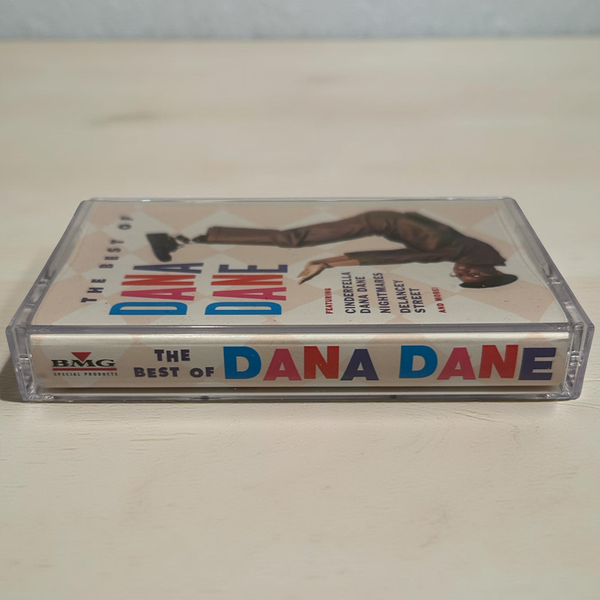 THE BEST OF
DANA
DANE
FEATURING
CINDERFELLA
DANA DANE
NIGHTMARES
DELANCEY
STREET
AND MORE!
BMG
SPECIAL PRODUCTS
THE
BEST OF
DANA DANE